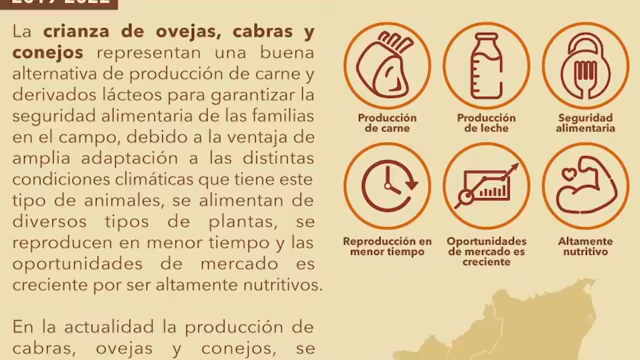 2019-2022
La crianza de ovejas, cabras y
conejos representan una buena
alternativa de producción de carne y
derivados lácteos para garantizar la
seguridad alimentaria de las familias
en el campo, debido a la ventaja de
amplia adaptación a las distintas
condiciones climáticas que tiene este
tipo de animales, se alimentan de
diversos tipos de plantas, se
reproducen en menor tiempo y las
oportunidades de mercado es
creciente por ser altamente nutritivos.
En la actualidad la producción de
cabras, ovejas y conejos, se
Producción
de carne
Producción
de leche
Seguridad
alimentaria
Reproducción en
menor tiempo
Oportunidades
de mercado es
creciente
Altamente
nutritivo